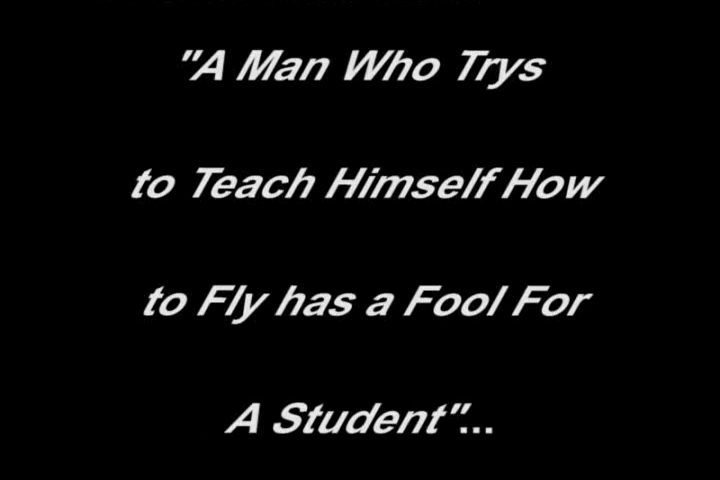 "A Man Who Trys
to Teach Himself How
to Fly has a Fool For
A Student"...